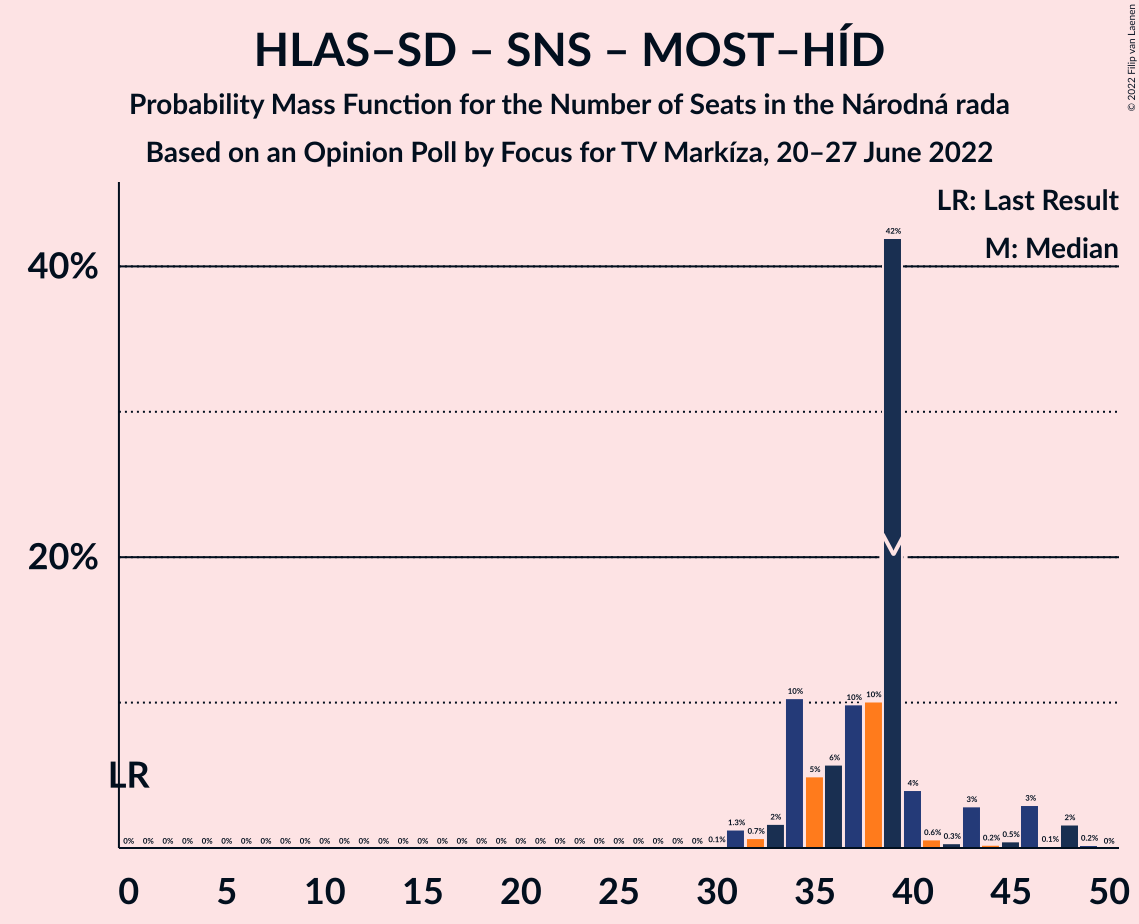 HLAS–SD – SNS – MOST–HÍD
Probability Mass Function for the Number of Seats in the Národná rada
Based on an Opinion Poll by Focus for TV Markíza, 20–27 June 2022
© 2022 Filip van Laenen
LR: Last Result
M: Median
40%
20%
LR
42%
0% 0% 0% 0% 0% 0% 0% 0% 0% 0% 0% 0% 0% 0% 0% 0% 0% 0% 0% 0% 0% 0% 0% 0% 0% 0% 0% 0% 0% 0% 0.1% 1.3% 0.7% 2% 10% 5% 6% 10% 10% 4% 0.6% 0.3% 3% 0.2% 0.5% 3% 0.1% 2% 0.2% 0%
0 5 10 15 20 25 30 35 40 45 50